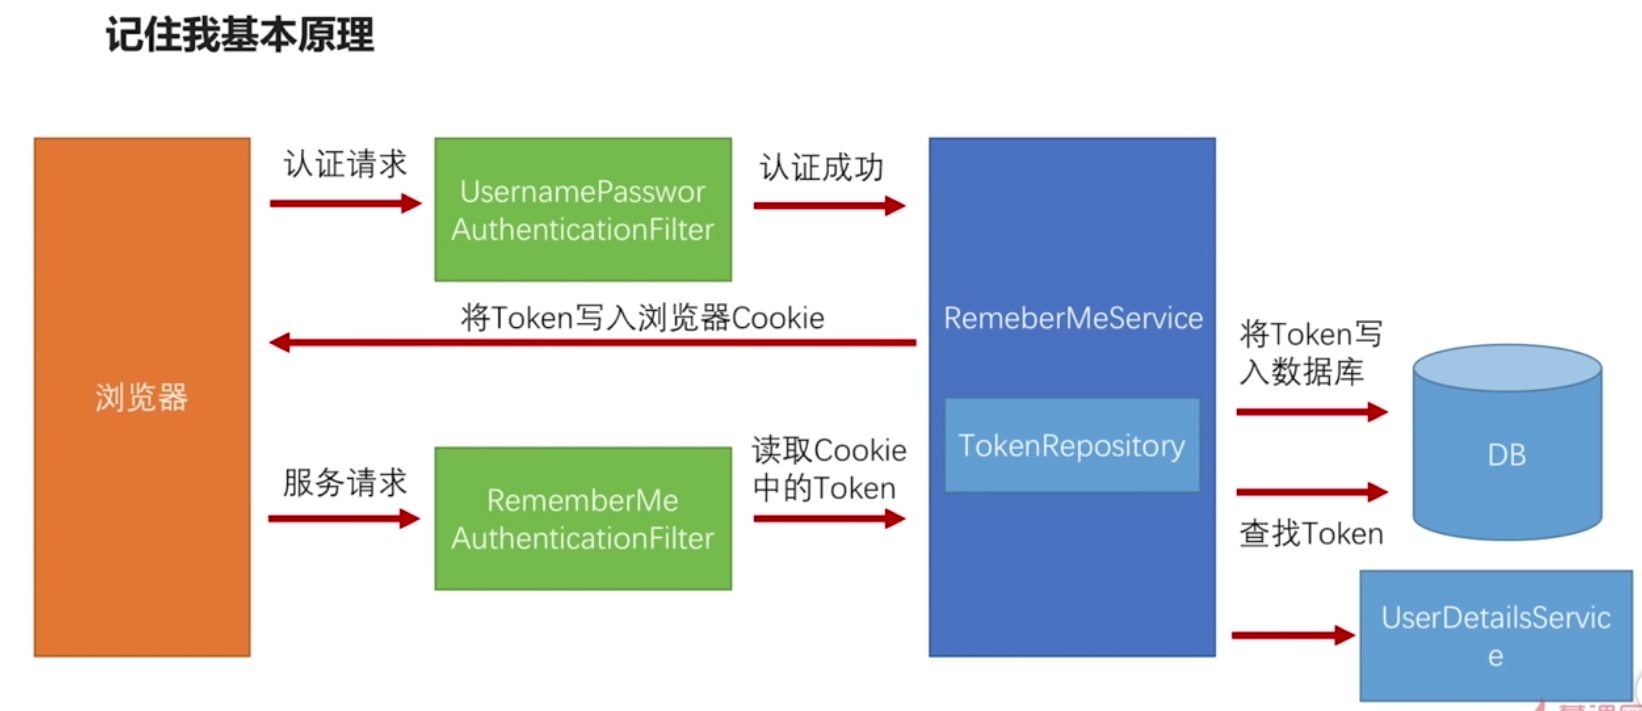 记住我基本原理
认证请求
UsernamePasswor
AuthenticationFilter
认证成功
将Token写入浏览器Cookie
RemeberMeService
将Token写
入数据库
浏览器
TokenRepository
DB
服务请求
RememberMe
AuthenticationFilter
读取Cookie
中的Token
查找Token
UserDetailsServic
e